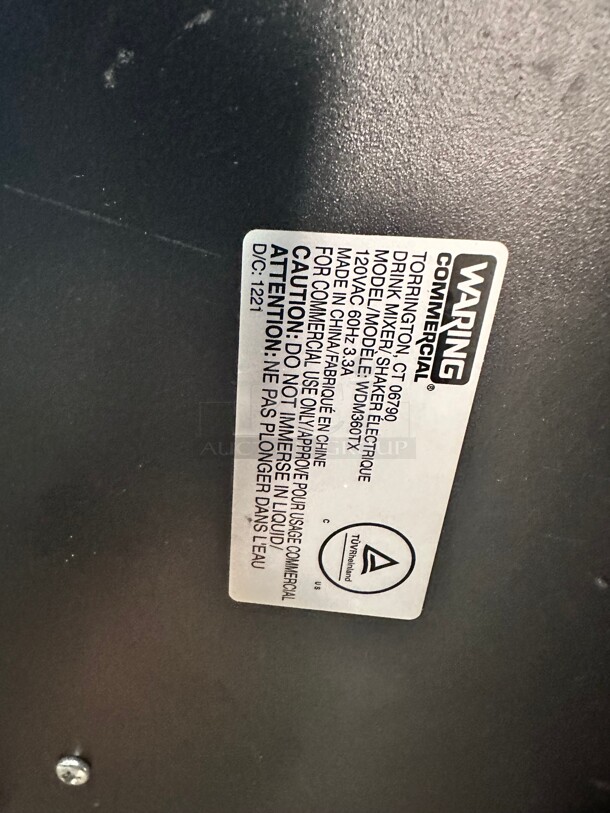 WARING
COMMERCIAL®
TORRINGTON, CT 06790
DRINK MIXER/ SHAKER ÉLECTRIQUE
MODEL /MODÈLE: WDM360TX
120VAC 60Hz 3.3A
MADE IN CHINA/FABRIQUÉ EN CHINE
FOR COMMERCIAL USE ONLY/APPROVE POUR USAGE COMMERCIAL
CAUTION: DO NOT IMMERSE IN LIQUID/
ATTENTION: NE PAS PLONGER DANS L'EAU
D/C: 1221
TÜVRheinland
C US